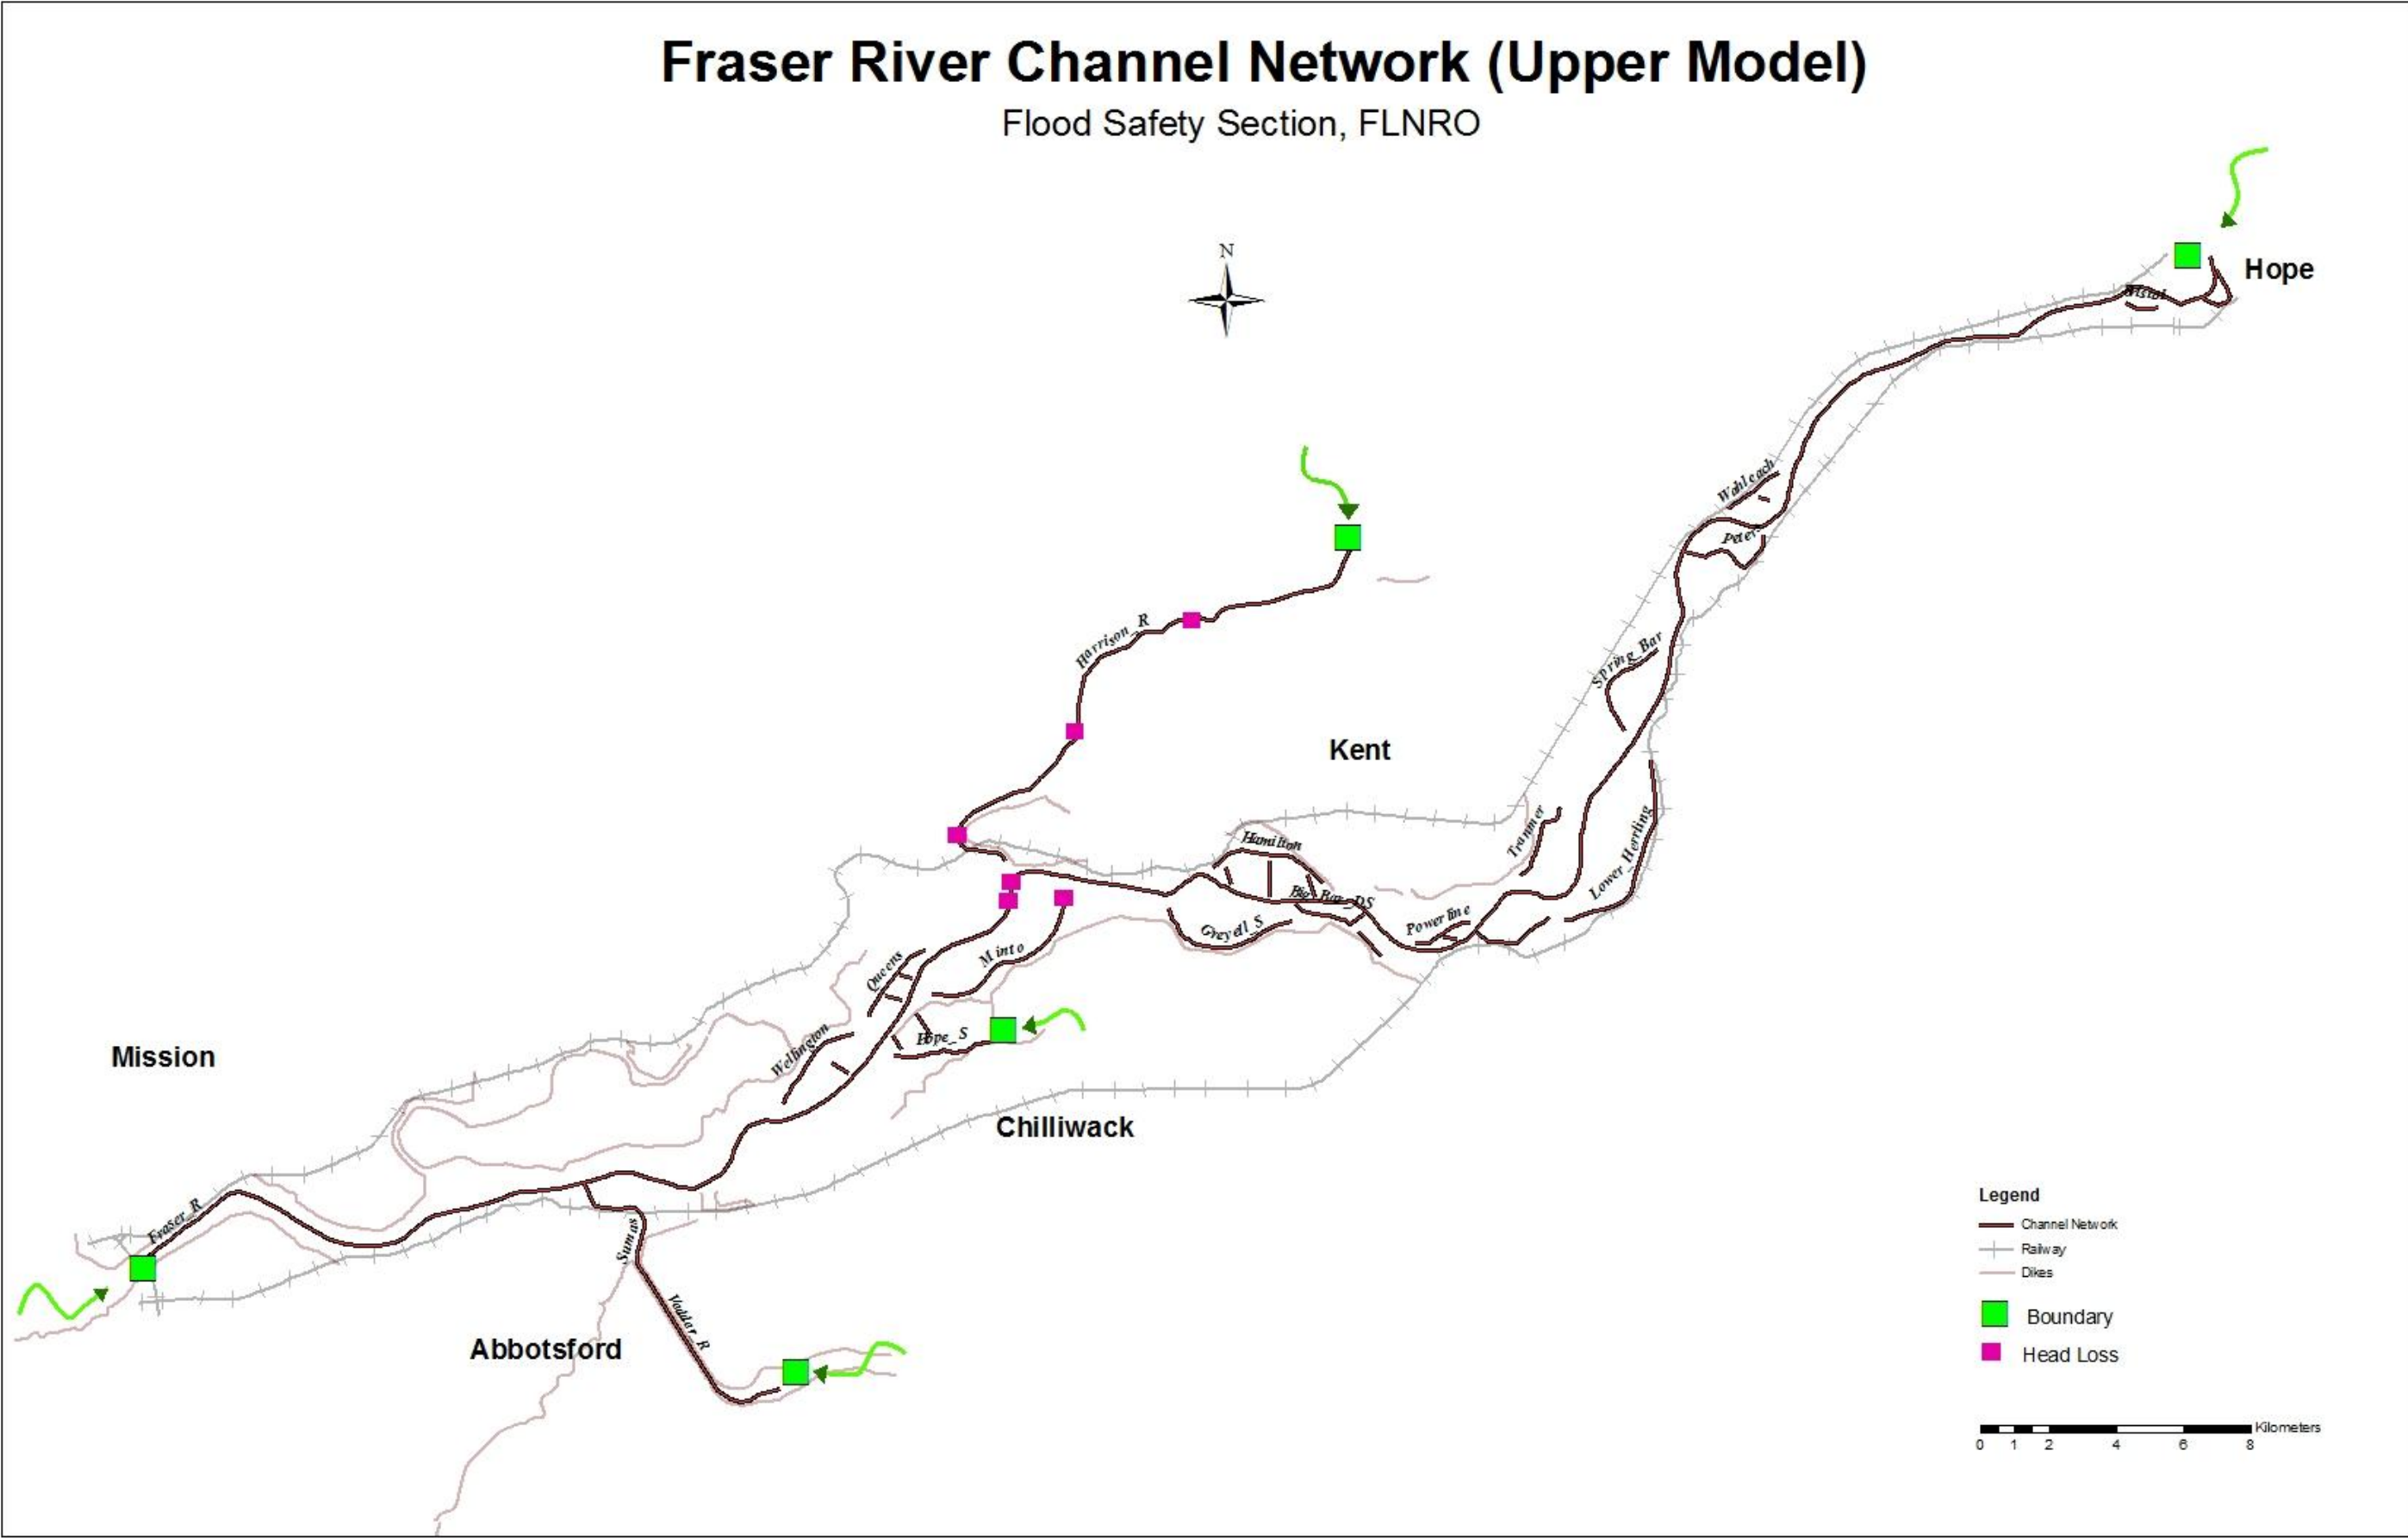 Fraser River Channel Network (Upper Model)
Flood Safety Section, FLNRO
N
Hope
Wahleach
Peters
Harrison_R
Spring_Bar
Kent
Tranmer
Lower_Herrling
Hamilton
Big_Bar_DS
Greyell_S
Powerline
Minto
Queens
Hope_S
Wellington
Mission
Chilliwack
Fraser_R
Sumas
Veddar_R
Abbotsford
Legend
Channel Network
Railway
Dikes
Boundary
Head Loss
Kilometers
0 1 2 4 6 8